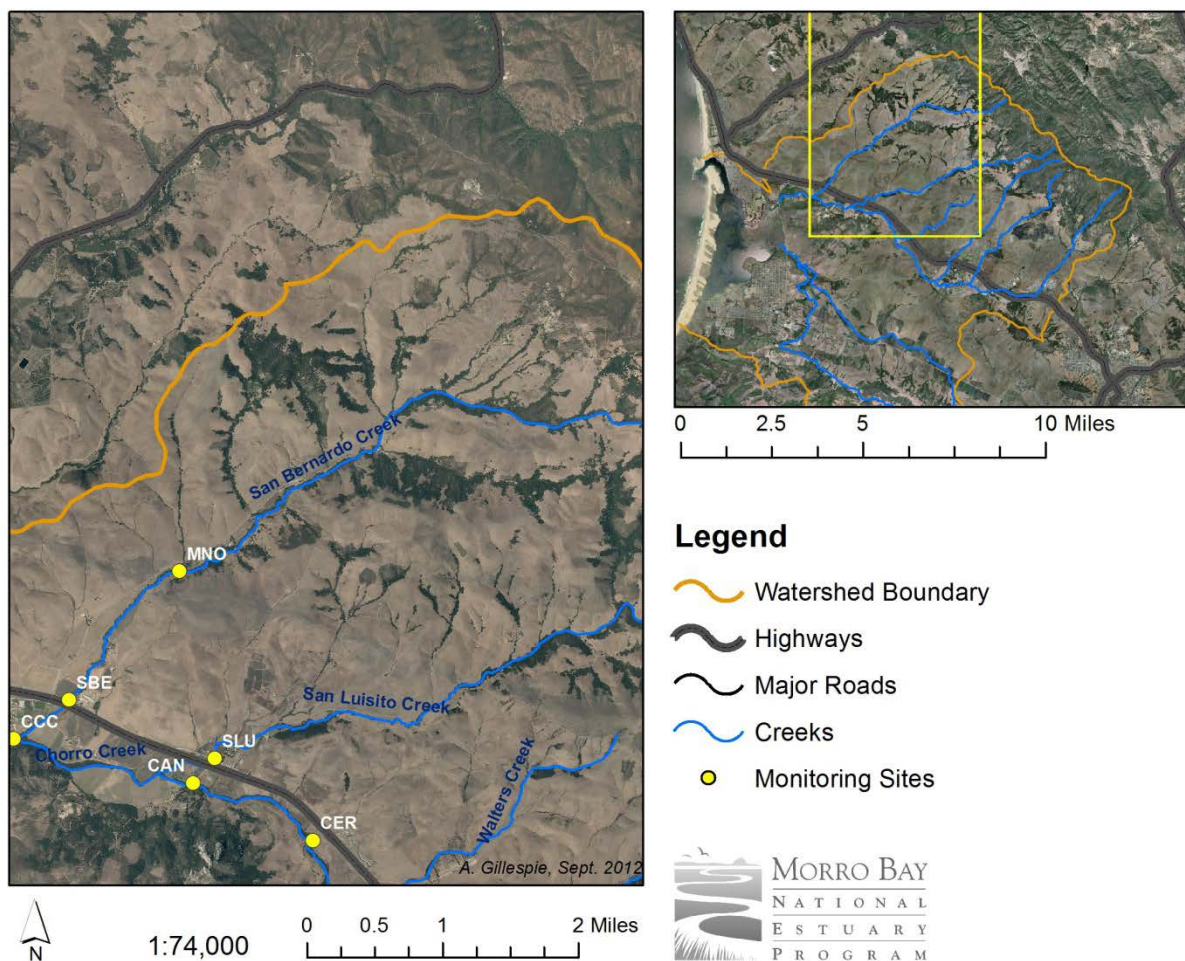 San Bernardo Creek
MNO
SBE
San Luisito Creek
CCC
SLU
Chorro Creek
CAN
Walters Creek
CER
A. Gillespie, Sept. 2012
N
1:74,000
0 0.5 1 2 Miles
0 2.5 5 10 Miles
Legend
Watershed Boundary
Highways
Major Roads
Creeks
Monitoring Sites
MORRO BAY
NATIONAL
ESTUARY
PROGRAM